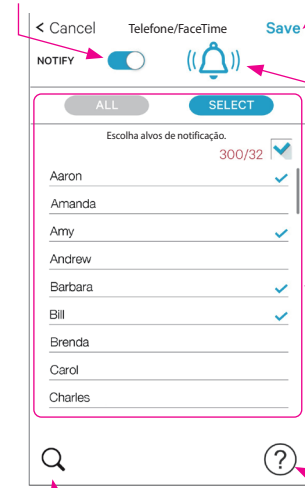 < Cancel Telefone/FaceTime Save
NOTIFY
ALL SELECT
Escolha alvos de notificação.
300/32
Aaron
Amanda
Amy
Andrew
Barbara
Bill
Brenda
Carol
Charles
?